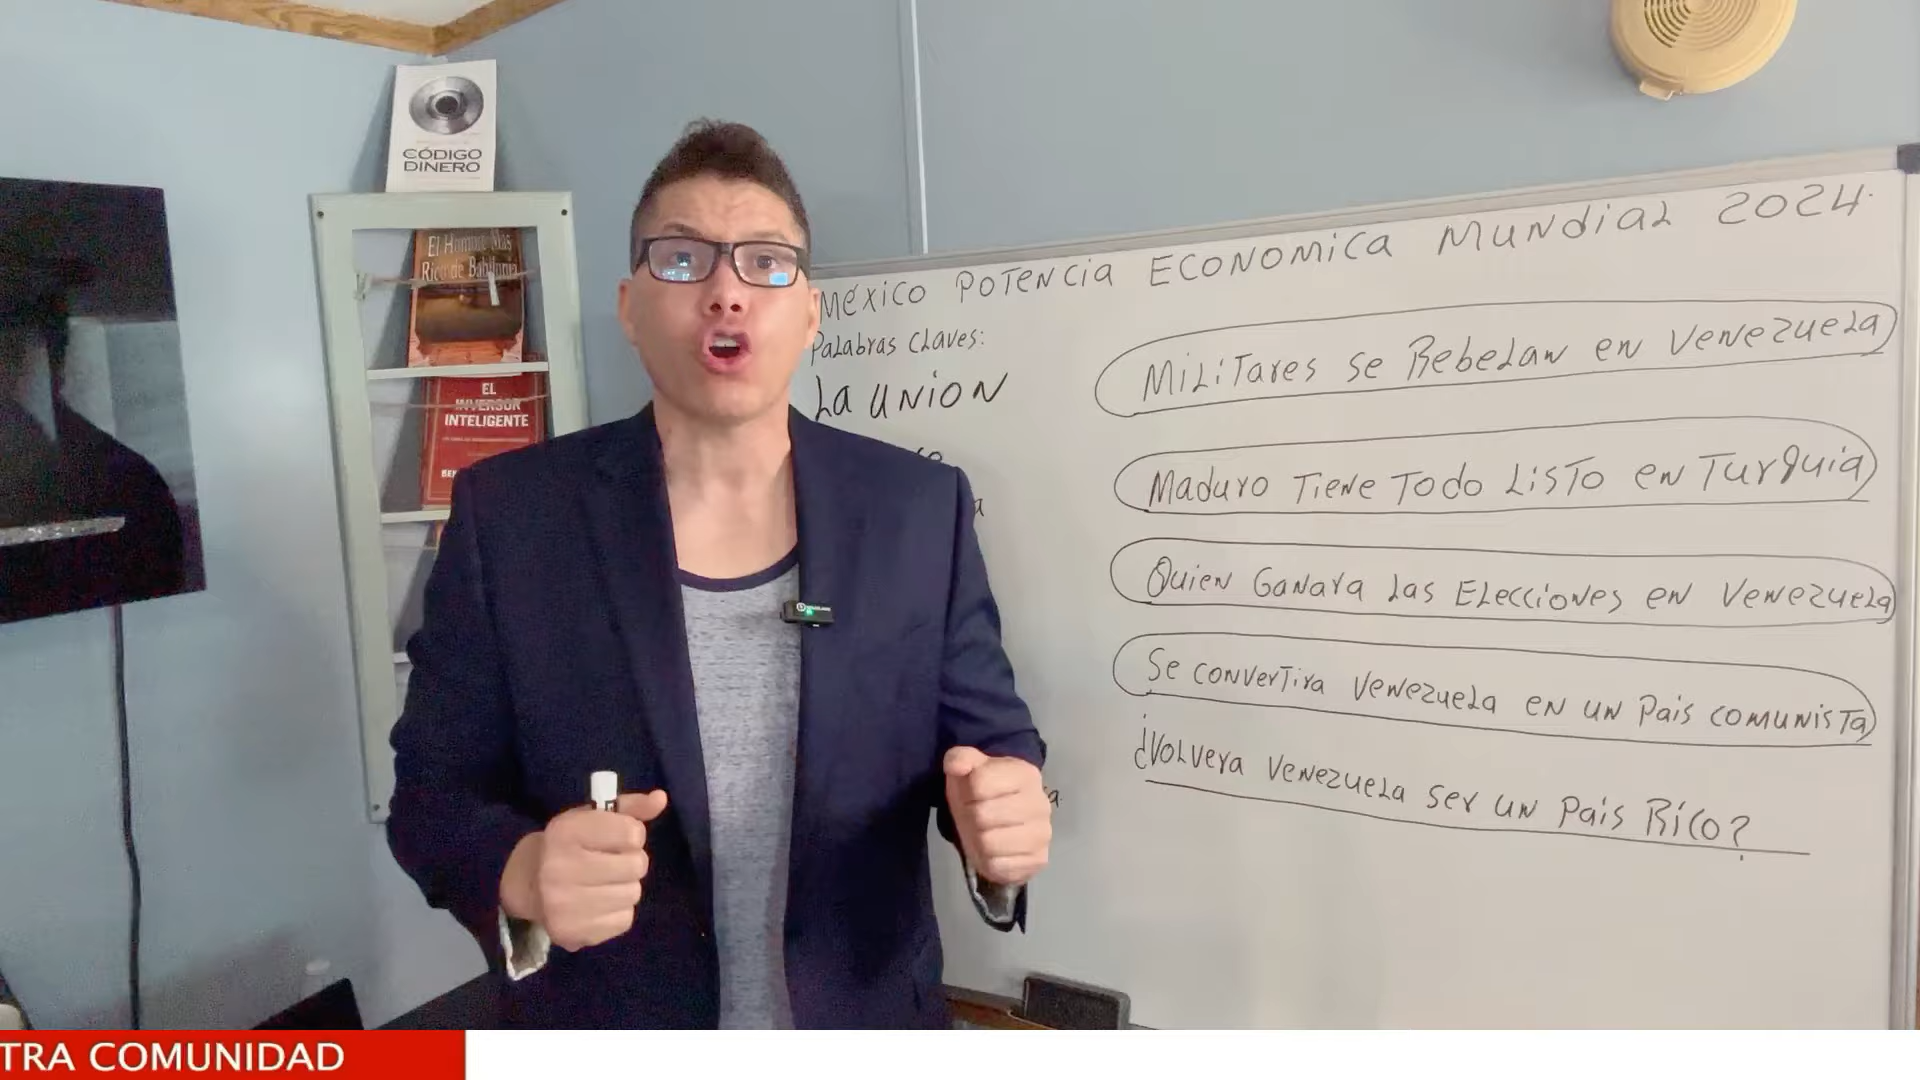 CÓDIGO
DINERO
El Hombre Más
Rico de Babilonia
EL
INVERSOR
INTELIGENTE
MÉXICO POTENCIA ECONOMICA MUNDIAL 2024.
Palabras Claves:
La UNION
MiLiTares se Rebelan en Venezuela
Maduro Tiene Todo Listo en Turquia
Quien Ganara Las Elecciones en Venezuela
Se convertira Venezuela en un Pais comunista
¿Volvera Venezuela ser un Pais Rico?
TRA COMUNIDAD